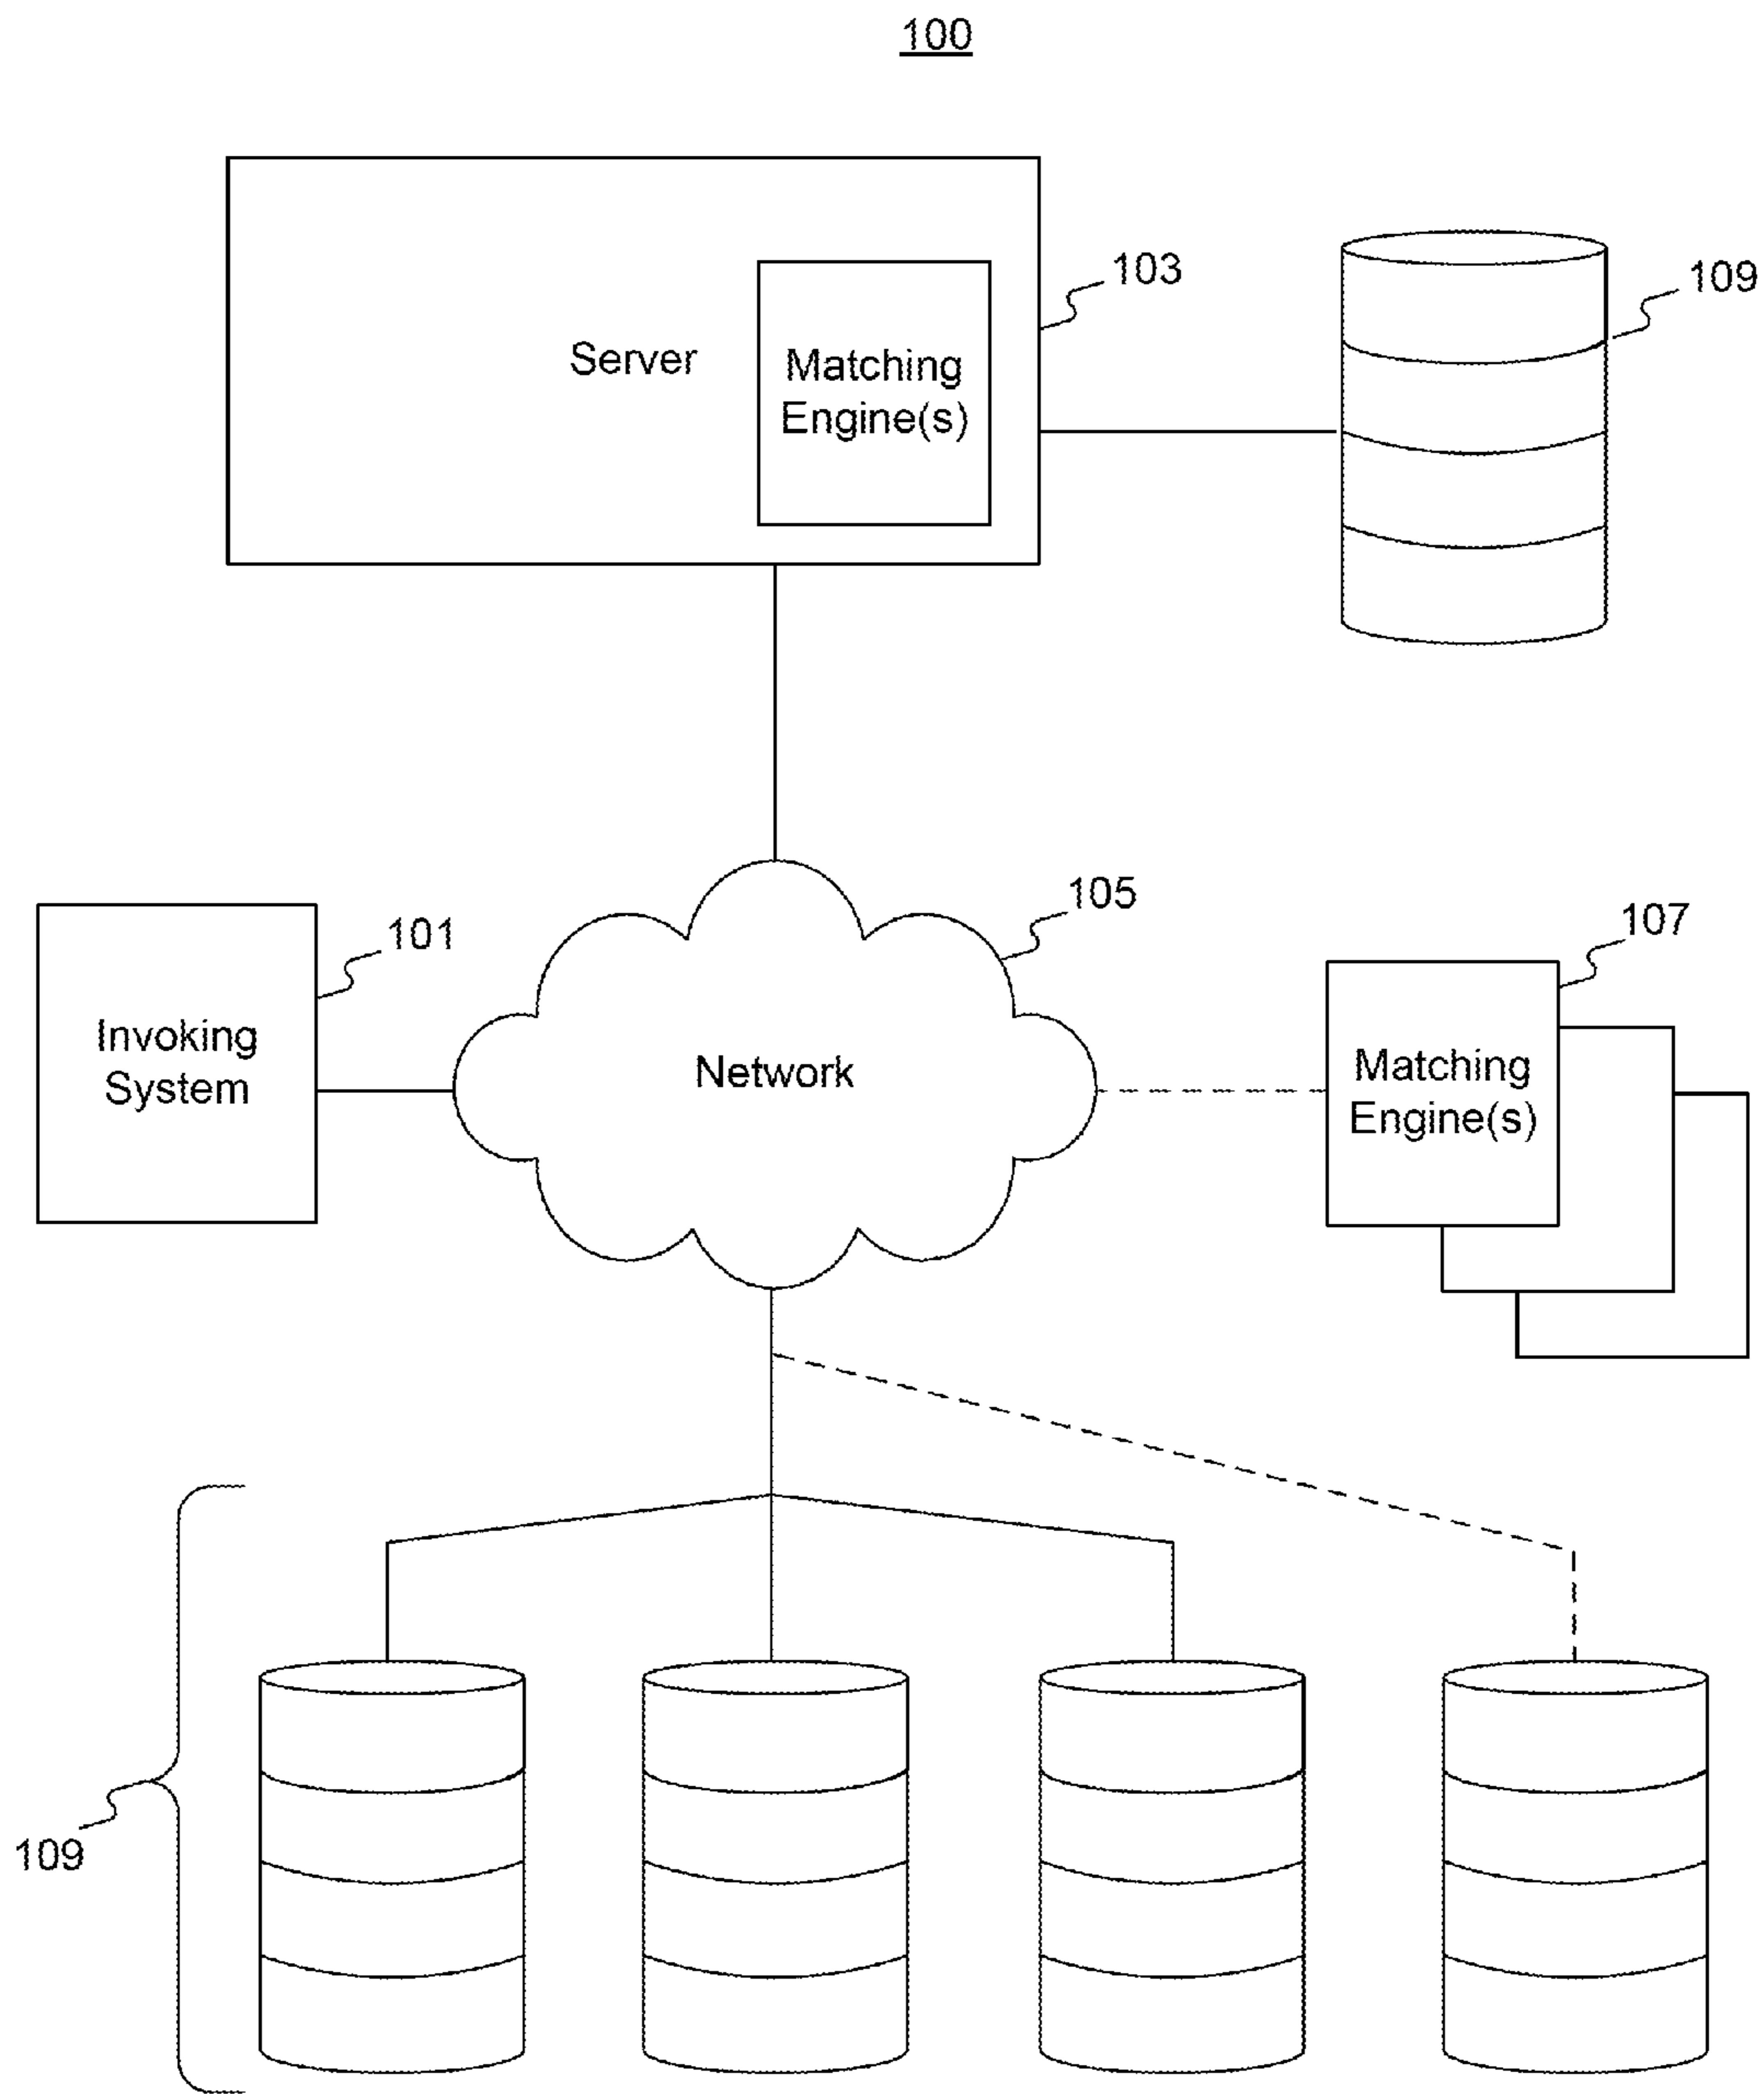 100
103
109
Server
Matching
Engine(s)
105
107
101
Invoking
System
Network
Matching
Engine(s)
109